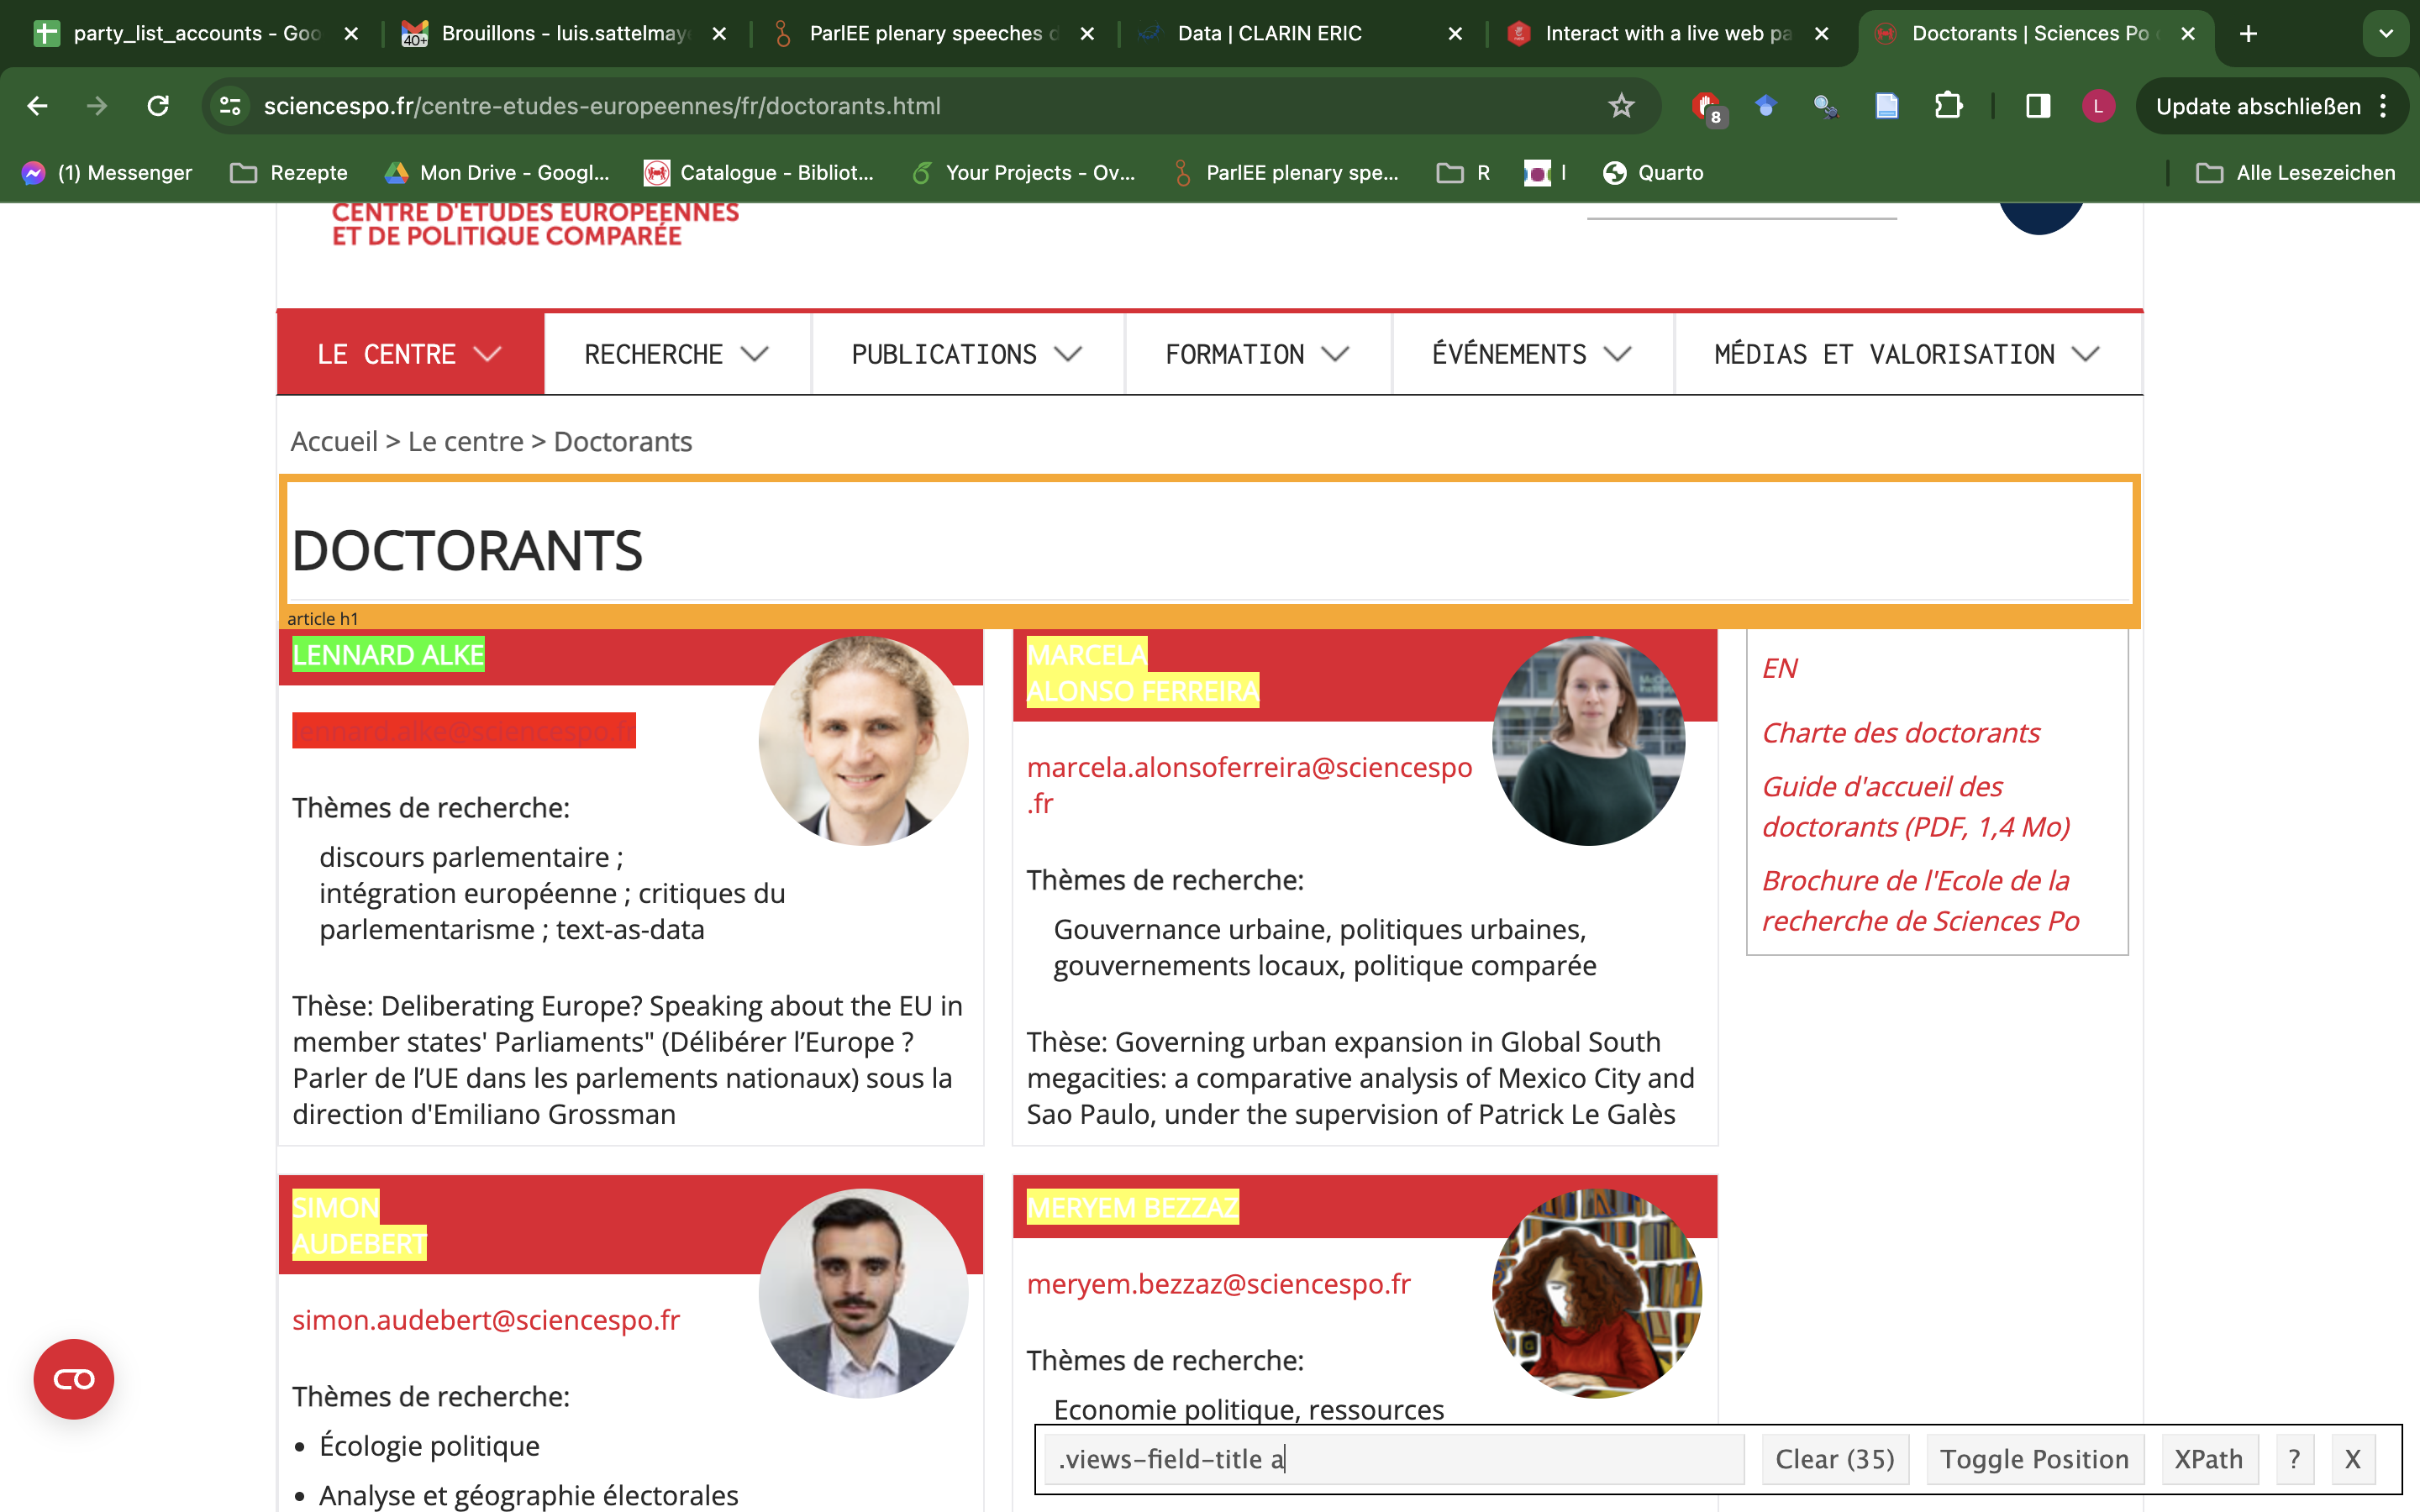 party_list_accounts - Goo
Brouillons - luis.sattelmay
40+
ParlEE plenary speeches d
Data | CLARIN ERIC
Interact with a live web pa
Doctorants | Sciences Po
sciencespo.fr/centre-etudes-europeennes/fr/doctorants.html
8
L
Update abschließen
(1) Messenger
Rezepte
Mon Drive - Googl...
Catalogue - Bibliot...
Your Projects - Ov...
ParlEE plenary spe...
R
I
Quarto
Alle Lesezeichen
CENTRE D'ETUDES EUROPÉENNES
ET DE POLITIQUE COMPARÉE
LE CENTRE
RECHERCHE
PUBLICATIONS
FORMATION
ÉVÉNEMENTS
MÉDIAS ET VALORISATION
Accueil > Le centre > Doctorants
DOCTORANTS
article h1
LENNARD ALKE
lennard.alke@sciencespo.fr
Thèmes de recherche:
discours parlementaire ;
intégration européenne ; critiques du
parlementarisme ; text-as-data
Thèse: Deliberating Europe? Speaking about the EU in
member states' Parliaments" (Délibérer l’Europe ?
Parler de l’UE dans les parlements nationaux) sous la
direction d'Emiliano Grossman
MARCELA
ALONSO FERREIRA
marcela.alonsoferreira@sciencespo
.fr
Thèmes de recherche:
Gouvernance urbaine, politiques urbaines,
gouvernements locaux, politique comparée
Thèse: Governing urban expansion in Global South
megacities: a comparative analysis of Mexico City and
Sao Paulo, under the supervision of Patrick Le Galès
EN
Charte des doctorants
Guide d'accueil des
doctorants (PDF, 1,4 Mo)
Brochure de l'Ecole de la
recherche de Sciences Po
SIMON
AUDEBERT
simon.audebert@sciencespo.fr
Thèmes de recherche:
• Écologie politique
• Analyse et géographie électorales
MERYEM BEZZAZ
meryem.bezzaz@sciencespo.fr
Thèmes de recherche:
Economie politique, ressources
.views-field-title a
Clear (35)
Toggle Position
XPath
?
X